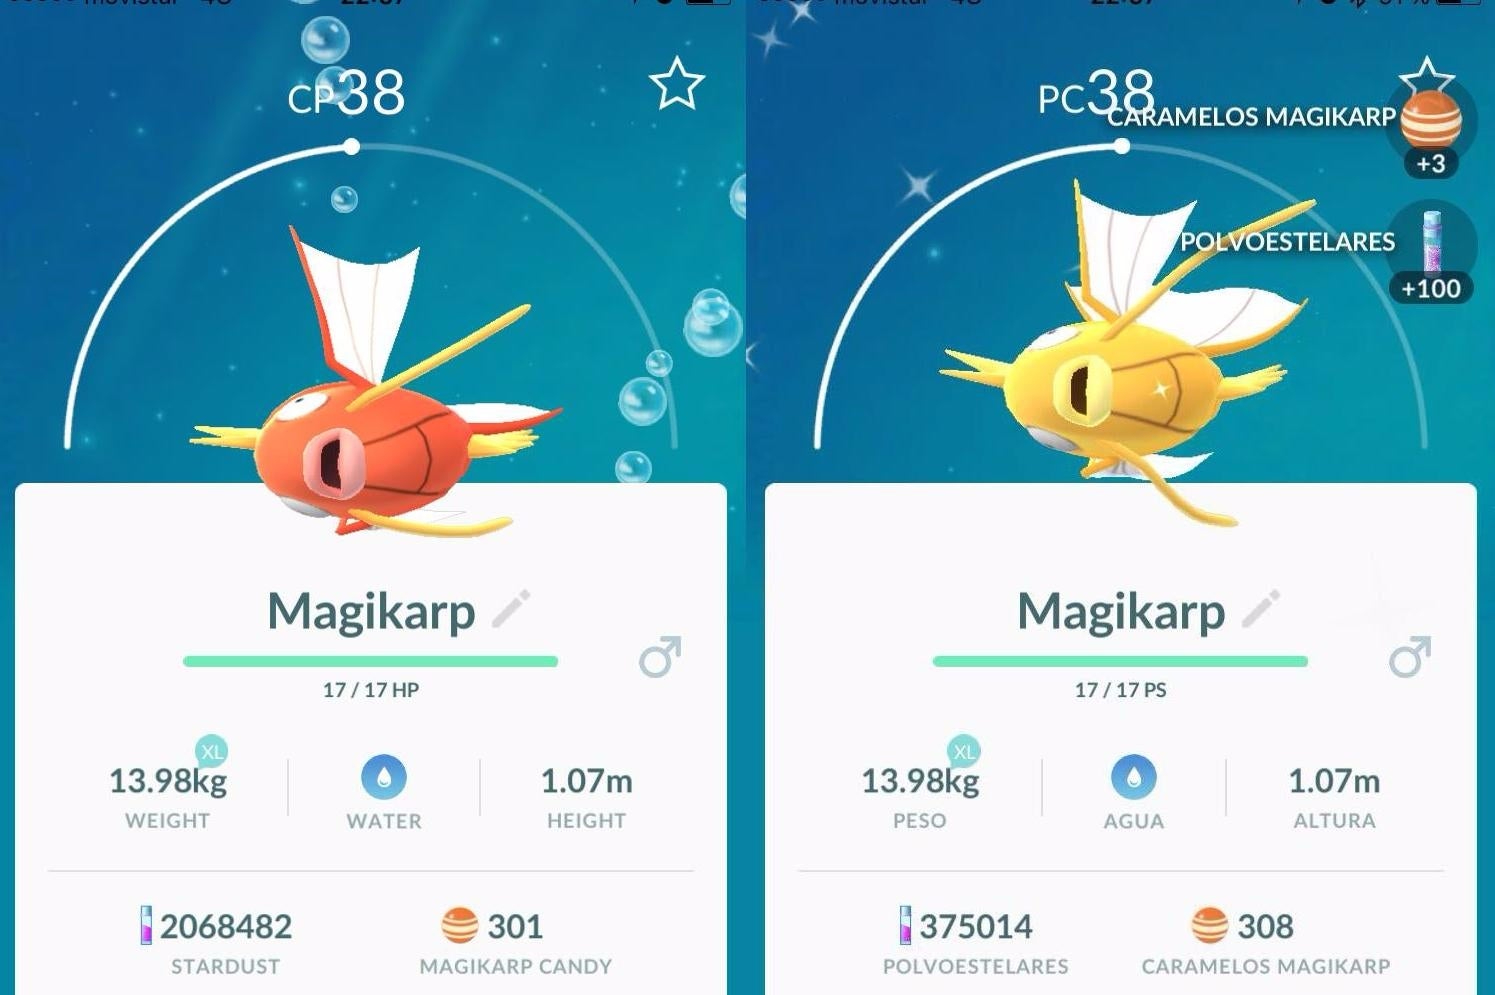 CP38
Magikarp
17 / 17 HP
XL
13.98kg
WEIGHT
WATER
1.07m
HEIGHT
2068482
STARDUST
301
MAGIKARP CANDY
PC38
CARAMELOS MAGIKARP
+3
POLVOESTELARES
+100
Magikarp
17 / 17 PS
XL
13.98kg
PESO
AGUA
1.07m
ALTURA
375014
POLVOESTELARES
308
CARAMELOS MAGIKARP